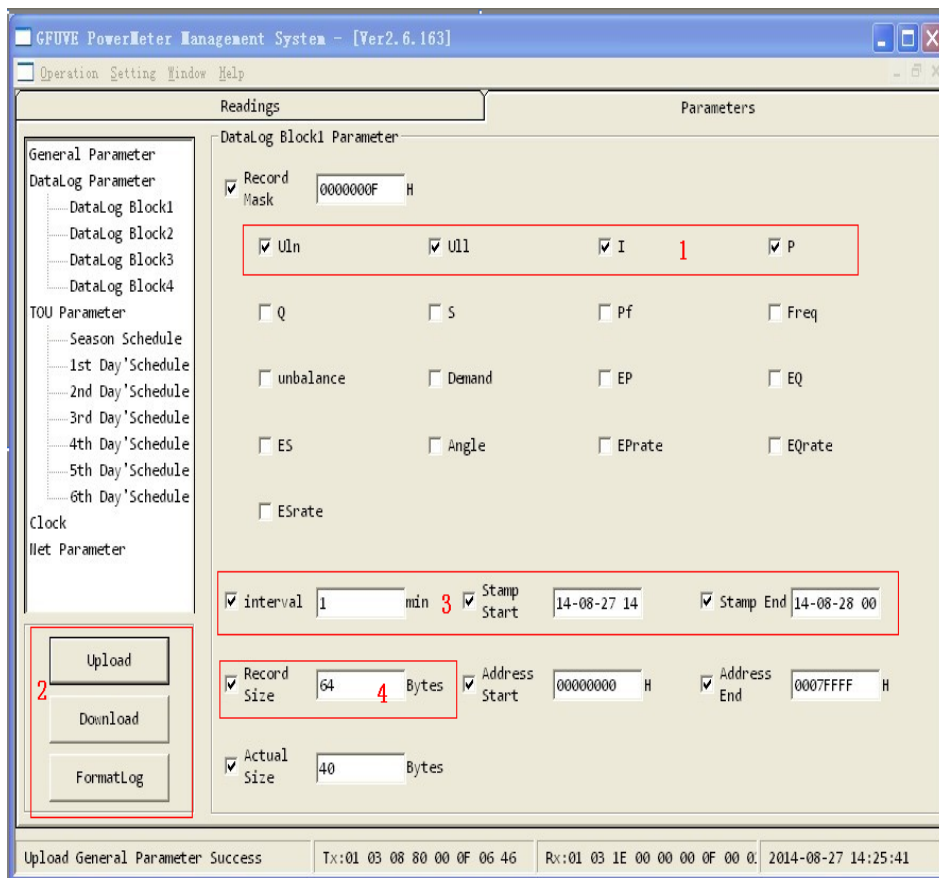 GFUVE PowerMeter Management System - [Ver2.6.163]
Operation Setting Window Help
Readings Parameters
General Parameter
DataLog Parameter
DataLog Block1
DataLog Block2
DataLog Block3
DataLog Block4
TOU Parameter
Season Schedule
1st Day'Schedule
2nd Day'Schedule
3rd Day'Schedule
4th Day'Schedule
5th Day'Schedule
6th Day'Schedule
Clock
Net Parameter
2
Upload
Download
FormatLog
DataLog Block1 Parameter
Record Mask 0000000F H
Uln Ull I 1 P
Q S Pf Freq
unbalance Demand EP EQ
ES Angle EPrate EQrate
ESrate
interval 1 min 3 Stamp Start 14-08-27 14 Stamp End 14-08-28 00
Record Size 64 4 Bytes Address Start 00000000 H Address End 0007FFFF H
Actual Size 40 Bytes
Upload General Parameter Success Tx:01 03 08 80 00 0F 06 46 Rx:01 03 1E 00 00 00 0F 00 2014-08-27 14:25:41